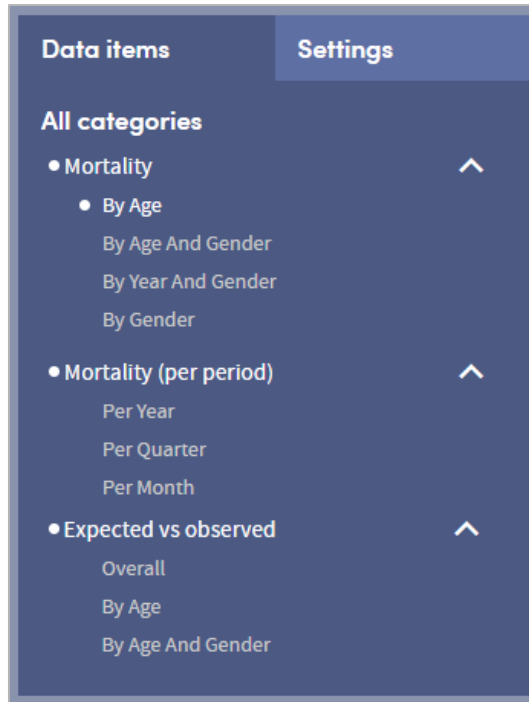 Data items Settings
All categories
Mortality
By Age
By Age And Gender
By Year And Gender
By Gender
Mortality (per period)
Per Year
Per Quarter
Per Month
Expected vs observed
Overall
By Age
By Age And Gender